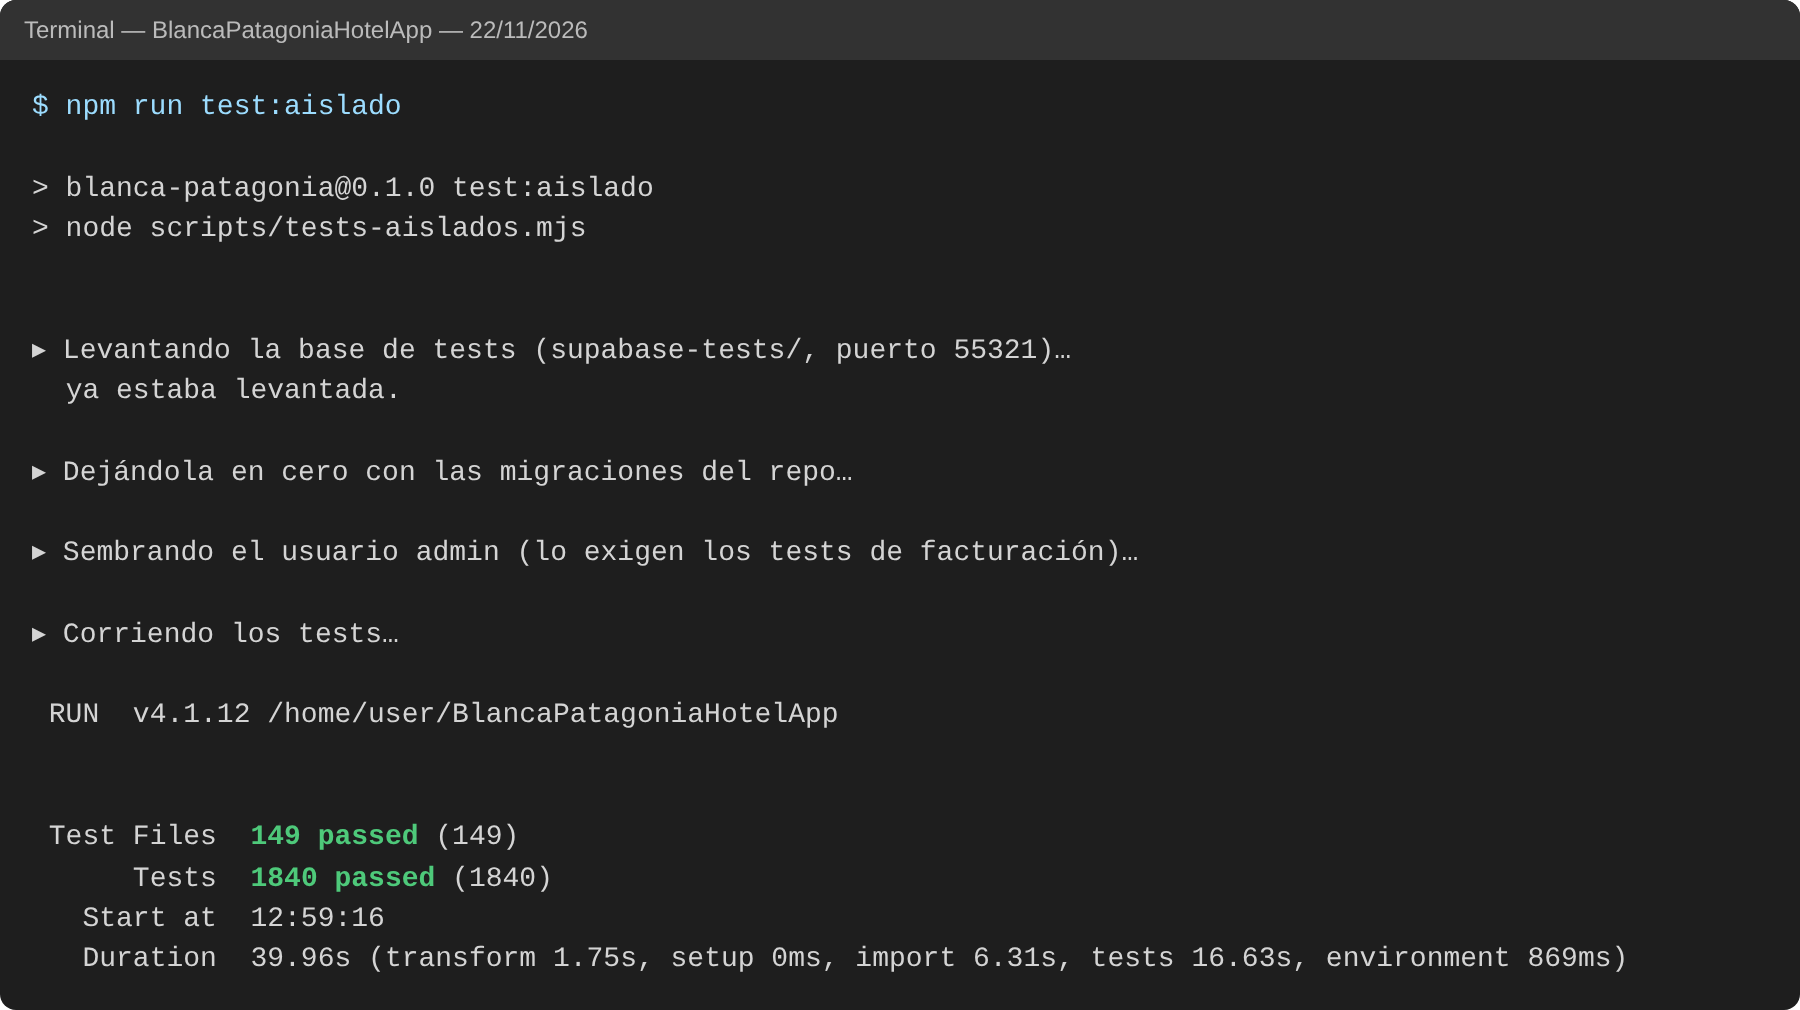 Terminal — BlancaPatagoniaHotelApp — 22/11/2026
$ npm run test:aislado
> blanca-patagonia@0.1.0 test:aislado
> node scripts/tests-aislados.mjs
▶ Levantando la base de tests (supabase-tests/, puerto 55321)…
ya estaba levantada.
▶ Dejándola en cero con las migraciones del repo…
▶ Sembrando el usuario admin (lo exigen los tests de facturación)…
▶ Corriendo los tests…
RUN  v4.1.12 /home/user/BlancaPatagoniaHotelApp
Test Files  149 passed (149)
Tests  1840 passed (1840)
Start at  12:59:16
Duration  39.96s (transform 1.75s, setup 0ms, import 6.31s, tests 16.63s, environment 869ms)